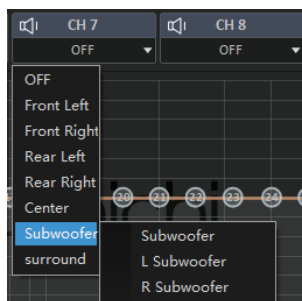 CH 7 CH 8
OFF OFF
OFF
Front Left
Front Right
Rear Left
Rear Right
Center
Subwoofer
surround
20 21 22 23 24
Subwoofer
L Subwoofer
R Subwoofer